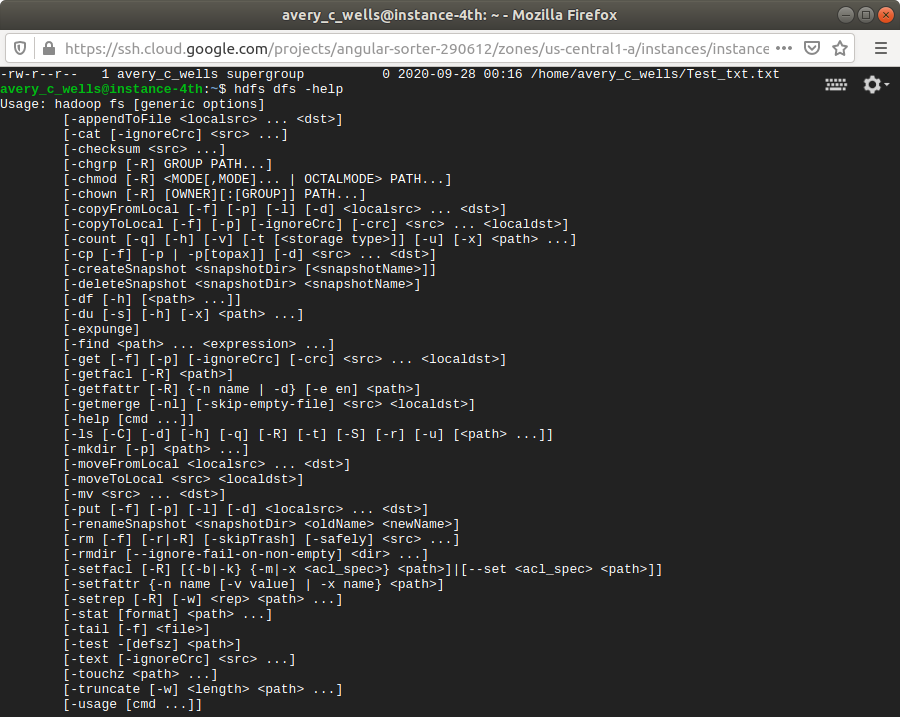 avery_c_wells@instance-4th: ~ - Mozilla Firefox
https://ssh.cloud.google.com/projects/angular-sorter-290612/zones/us-central1-a/instances/instance
-rw-r--r--   1 avery_c_wells supergroup          0 2020-09-28 00:16 /home/avery_c_wells/Test_txt.txt
avery_c_wells@instance-4th:~$ hdfs dfs -help
Usage: hadoop fs [generic options]
        [-appendToFile <localsrc> ... <dst>]
        [-cat [-ignoreCrc] <src> ...]
        [-checksum <src> ...]
        [-chgrp [-R] GROUP PATH...]
        [-chmod [-R] <MODE[,MODE]... | OCTALMODE> PATH...]
        [-chown [-R] [OWNER][:[GROUP]] PATH...]
        [-copyFromLocal [-f] [-p] [-l] [-d] <localsrc> ... <dst>]
        [-copyToLocal [-f] [-p] [-ignoreCrc] [-crc] <src> ... <localdst>]
        [-count [-q] [-h] [-v] [-t [<storage type>]] [-u] [-x] <path> ...]
        [-cp [-f] [-p | -p[topax]] [-d] <src> ... <dst>]
        [-createSnapshot <snapshotDir> [<snapshotName>]]
        [-deleteSnapshot <snapshotDir> <snapshotName>]
        [-df [-h] [<path> ...]]
        [-du [-s] [-h] [-x] <path> ...]
        [-expunge]
        [-find <path> ... <expression> ...]
        [-get [-f] [-p] [-ignoreCrc] [-crc] <src> ... <localdst>]
        [-getfacl [-R] <path>]
        [-getfattr [-R] {-n name | -d} [-e en] <path>]
        [-getmerge [-nl] [-skip-empty-file] <src> <localdst>]
        [-help [cmd ...]]
        [-ls [-C] [-d] [-h] [-q] [-R] [-t] [-S] [-r] [-u] [<path> ...]]
        [-mkdir [-p] <path> ...]
        [-moveFromLocal <localsrc> ... <dst>]
        [-moveToLocal <src> <localdst>]
        [-mv <src> ... <dst>]
        [-put [-f] [-p] [-l] [-d] <localsrc> ... <dst>]
        [-renameSnapshot <snapshotDir> <oldName> <newName>]
        [-rm [-f] [-r|-R] [-skipTrash] [-safely] <src> ...]
        [-rmdir [--ignore-fail-on-non-empty] <dir> ...]
        [-setfacl [-R] [{-b|-k} {-m|-x <acl_spec>} <path>]|[--set <acl_spec> <path>]]
        [-setfattr {-n name [-v value] | -x name} <path>]
        [-setrep [-R] [-w] <rep> <path> ...]
        [-stat [format] <path> ...]
        [-tail [-f] <file>]
        [-test -[defsz] <path>]
        [-text [-ignoreCrc] <src> ...]
        [-touchz <path> ...]
        [-truncate [-w] <length> <path> ...]
        [-usage [cmd ...]]